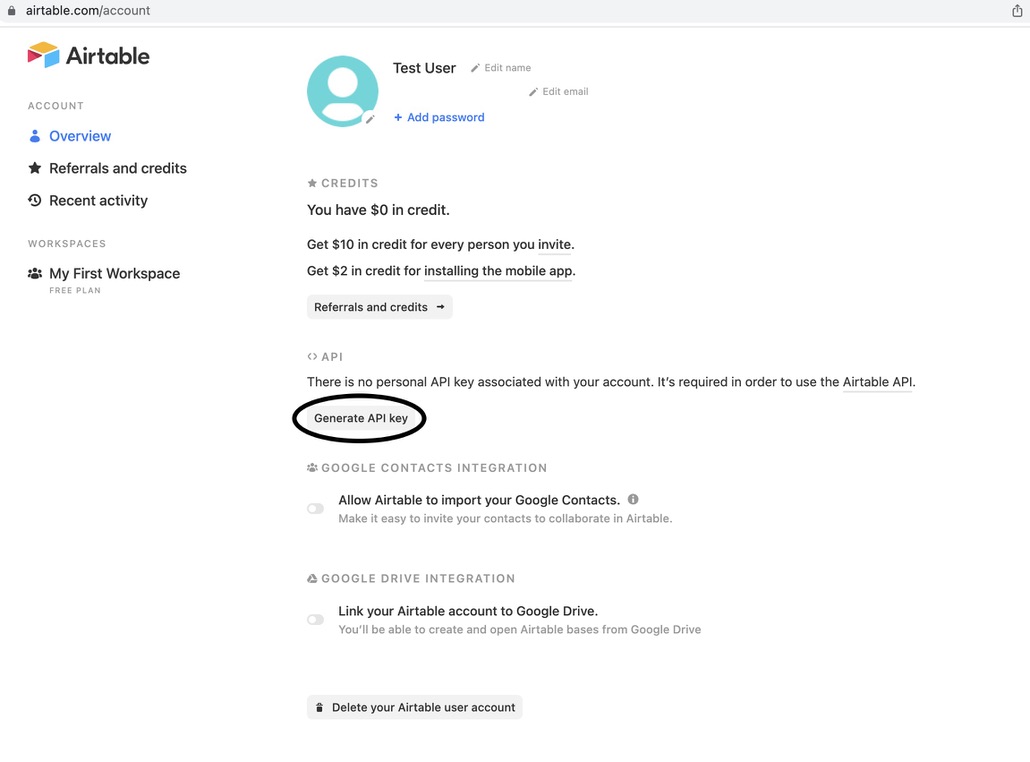 airtable.com/account
Airtable
ACCOUNT
Overview
Referrals and credits
Recent activity
WORKSPACES
My First Workspace
FREE PLAN
Test User Edit name
Edit email
+ Add password
CREDITS
You have $0 in credit.
Get $10 in credit for every person you invite.
Get $2 in credit for installing the mobile app.
Referrals and credits →
<> API
There is no personal API key associated with your account. It’s required in order to use the Airtable API.
Generate API key
GOOGLE CONTACTS INTEGRATION
Allow Airtable to import your Google Contacts.
Make it easy to invite your contacts to collaborate in Airtable.
GOOGLE DRIVE INTEGRATION
Link your Airtable account to Google Drive.
You’ll be able to create and open Airtable bases from Google Drive
Delete your Airtable user account